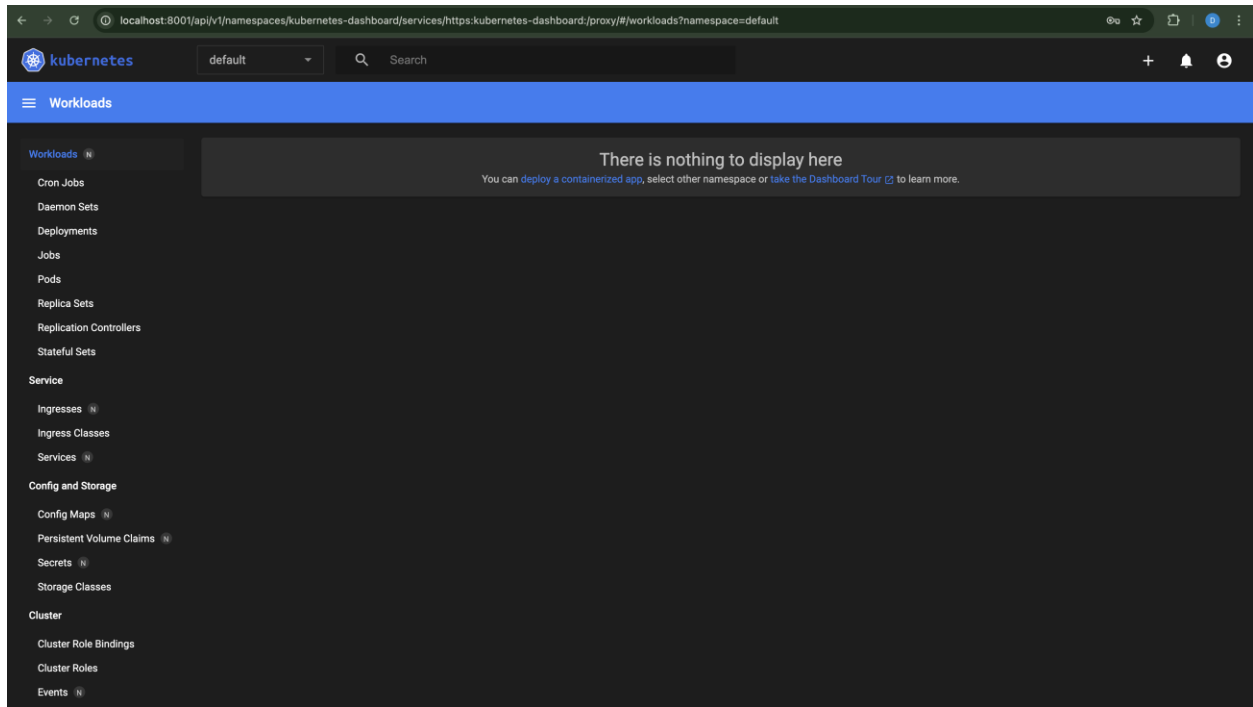 localhost:8001/api/v1/namespaces/kubernetes-dashboard/services/https:kubernetes-dashboard:/proxy/#/workloads?namespace=default
D
kubernetes
default
Search
Workloads
Workloads N
There is nothing to display here
You can deploy a containerized app, select other namespace or take the Dashboard Tour to learn more.
Cron Jobs
Daemon Sets
Deployments
Jobs
Pods
Replica Sets
Replication Controllers
Stateful Sets
Service
Ingresses N
Ingress Classes
Services N
Config and Storage
Config Maps N
Persistent Volume Claims N
Secrets N
Storage Classes
Cluster
Cluster Role Bindings
Cluster Roles
Events N